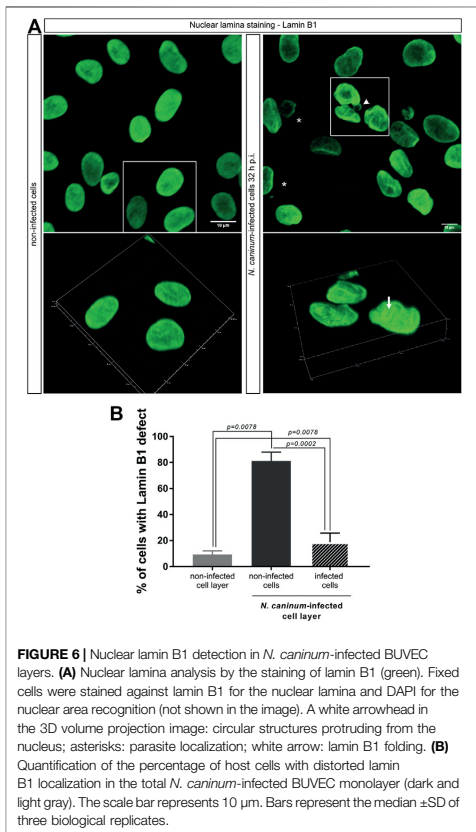 Nuclear lamina staining - Lamin B1
A
non-infected cells
N. caninum-infected cells 32 h p.i.
10 µm
10 µm
B
% of cells with Lamin B1 defect
100
80
60
40
20
0
p=0.0078
p=0.0078
p=0.0002
non-infected
cell layer
non-infected
cells
infected
cells
N. caninum-infected
cell layer
FIGURE 6 | Nuclear lamin B1 detection in N. caninum-infected BUVEC
layers. (A) Nuclear lamina analysis by the staining of lamin B1 (green). Fixed
cells were stained against lamin B1 for the nuclear lamina and DAPI for
the nuclear area recognition (not shown in the image). A white arrowhead in
the 3D volume projection image: circular structures protruding from the
nucleus; asterisks: parasite localization; white arrow: lamin B1 folding. (B)
Quantification of the percentage of host cells with distorted lamin
B1 localization in the total N. caninum-infected BUVEC monolayer (dark and
light gray). The scale bar represents 10 µm. Bars represent the median ±SD of
three biological replicates.